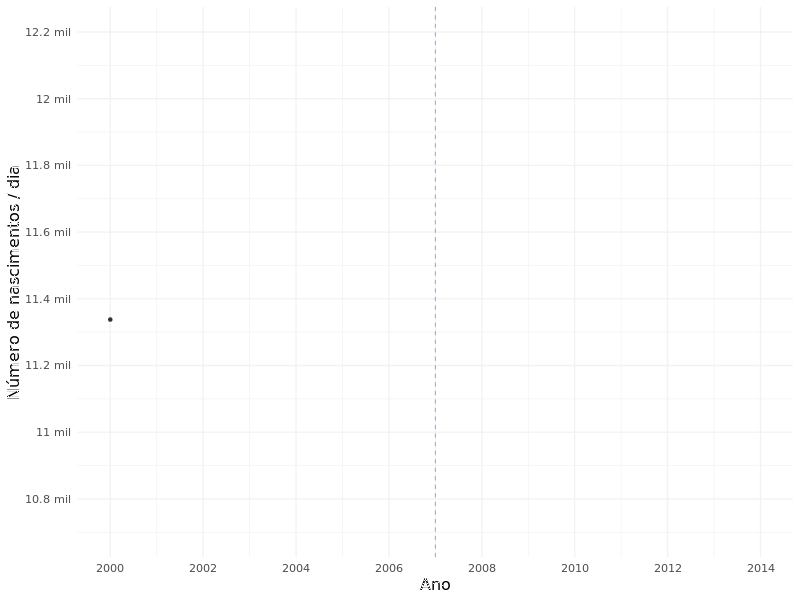 12.2 mil
12 mil
11.8 mil
11.6 mil
11.4 mil
11.2 mil
11 mil
10.8 mil
Número de nascimentos / dia
2000 2002 2004 2006 2008 2010 2012 2014
Ano